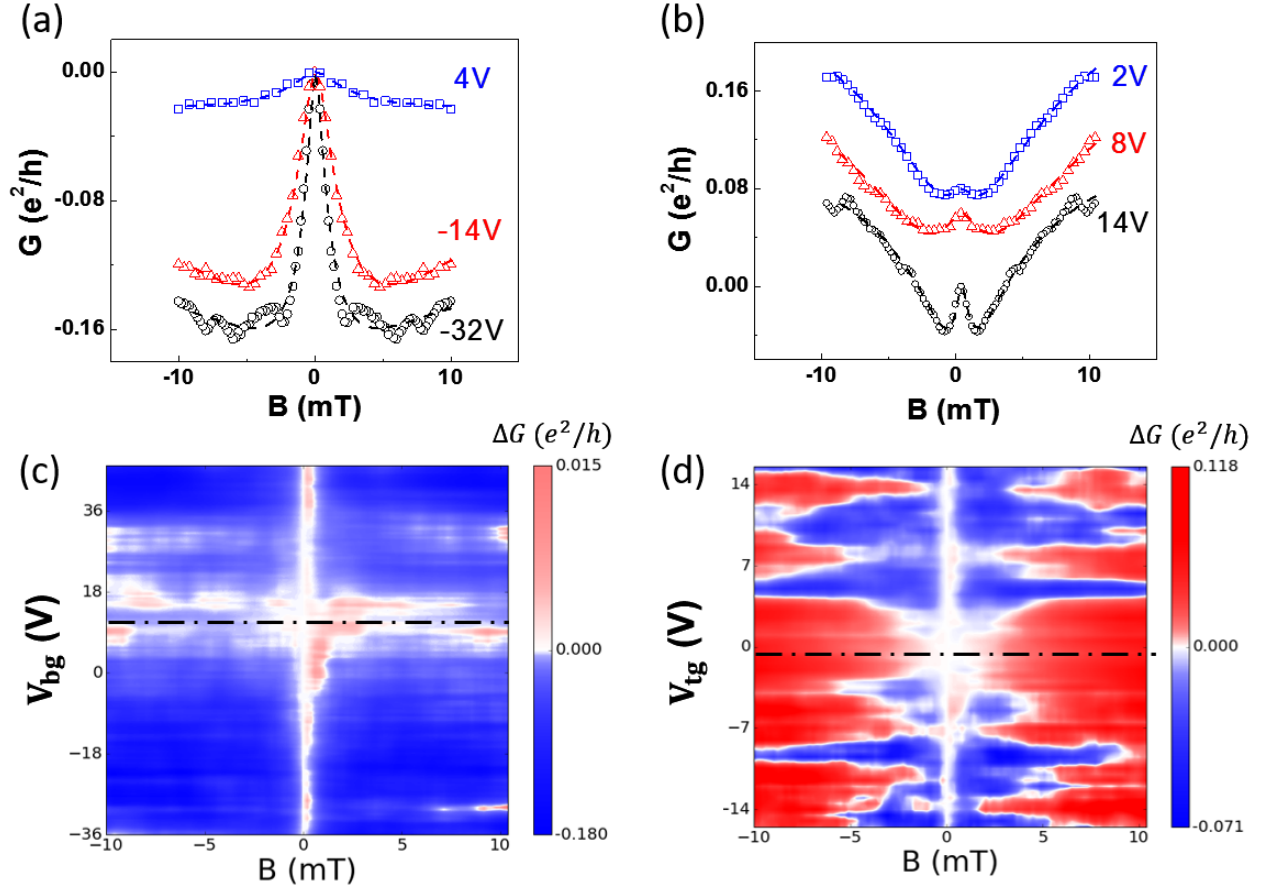 (a)
0.00
-0.08
-0.16
G (e²/h)
4V
-14V
-32V
-10
0
10
B (mT)
(b)
0.16
0.08
0.00
G (e²/h)
2V
8V
14V
-10
0
10
B (mT)
(c)
ΔG (e²/h)
36
18
0
−18
−36
V_bg (V)
−10
−5
0
5
10
B (mT)
0.015
0.000
−0.180
(d)
ΔG (e²/h)
14
7
0
−7
-14
V_tg (V)
−10
−5
0
5
10
B (mT)
0.118
0.000
−0.071